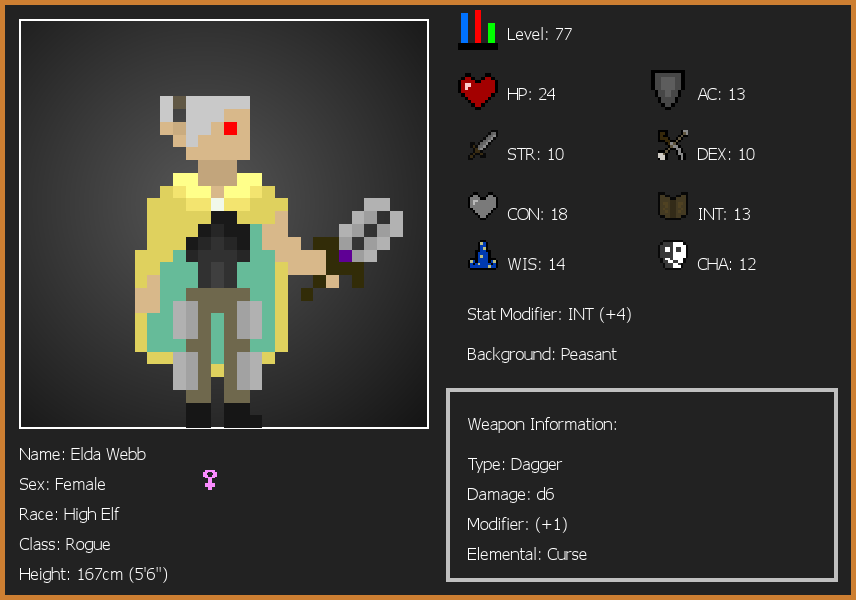 Level: 77
HP: 24
AC: 13
STR: 10
DEX: 10
CON: 18
INT: 13
WIS: 14
CHA: 12
Stat Modifier: INT (+4)
Background: Peasant
Weapon Information:
Type: Dagger
Damage: d6
Modifier: (+1)
Elemental: Curse
Name: Elda Webb
Sex: Female
Race: High Elf
Class: Rogue
Height: 167cm (5'6")